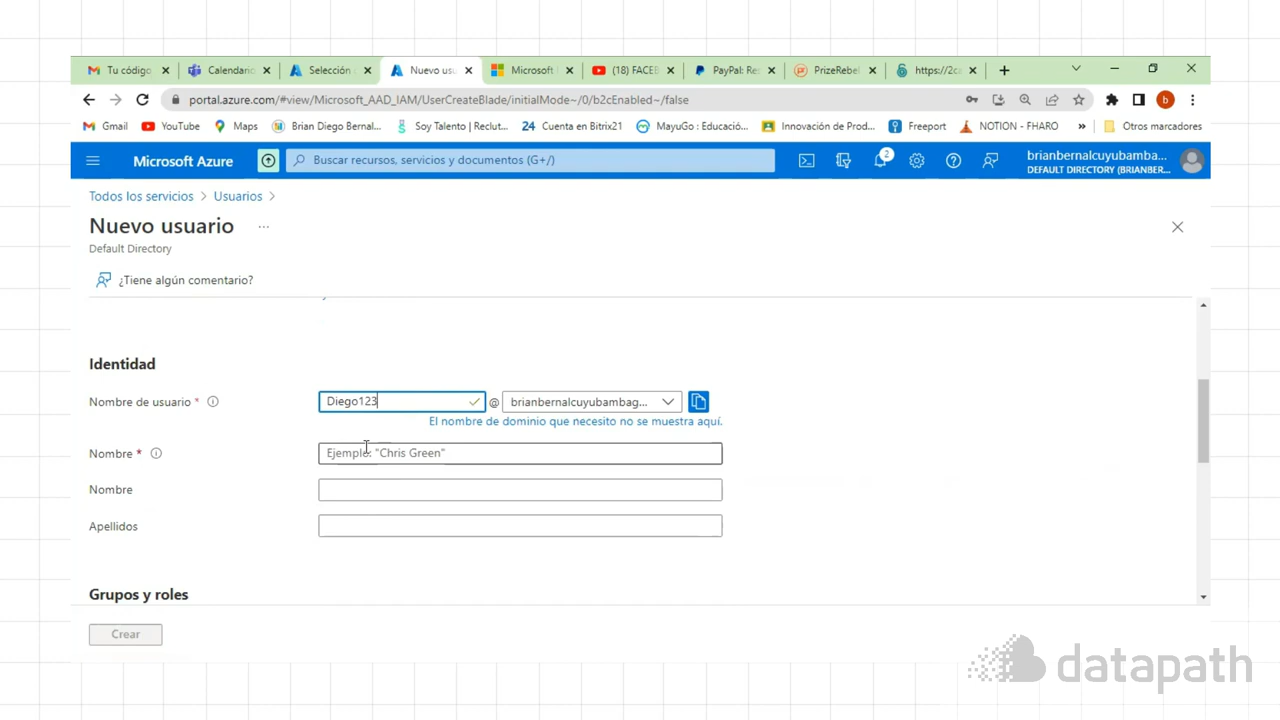 Tu código
Calendario
Selección
Nuevo usu
Microsoft
(18) FACEB
PayPal: Re
PrizeRebel
https://2c
portal.azure.com/#view/Microsoft_AAD_IAM/UserCreateBlade/initialMode~/0/b2cEnabled~/false
b
Gmail
YouTube
Maps
Brian Diego Bernal...
Soy Talento | Reclut...
24 Cuenta en Bitrix21
MayuGo : Educació...
Innovación de Prod...
Freeport
NOTION - FHARO
»
Otros marcadores
Microsoft Azure
Buscar recursos, servicios y documentos (G+/)
2
brianbernalcuyubamba...
DEFAULT DIRECTORY (BRIANBER...
Todos los servicios > Usuarios >
Nuevo usuario ...
Default Directory
¿Tiene algún comentario?
Identidad
Nombre de usuario *
Diego123 @ brianbernalcuyubambag...
El nombre de dominio que necesito no se muestra aquí.
Nombre *
Ejemplo: "Chris Green"
Nombre
Apellidos
Grupos y roles
Crear
datapath